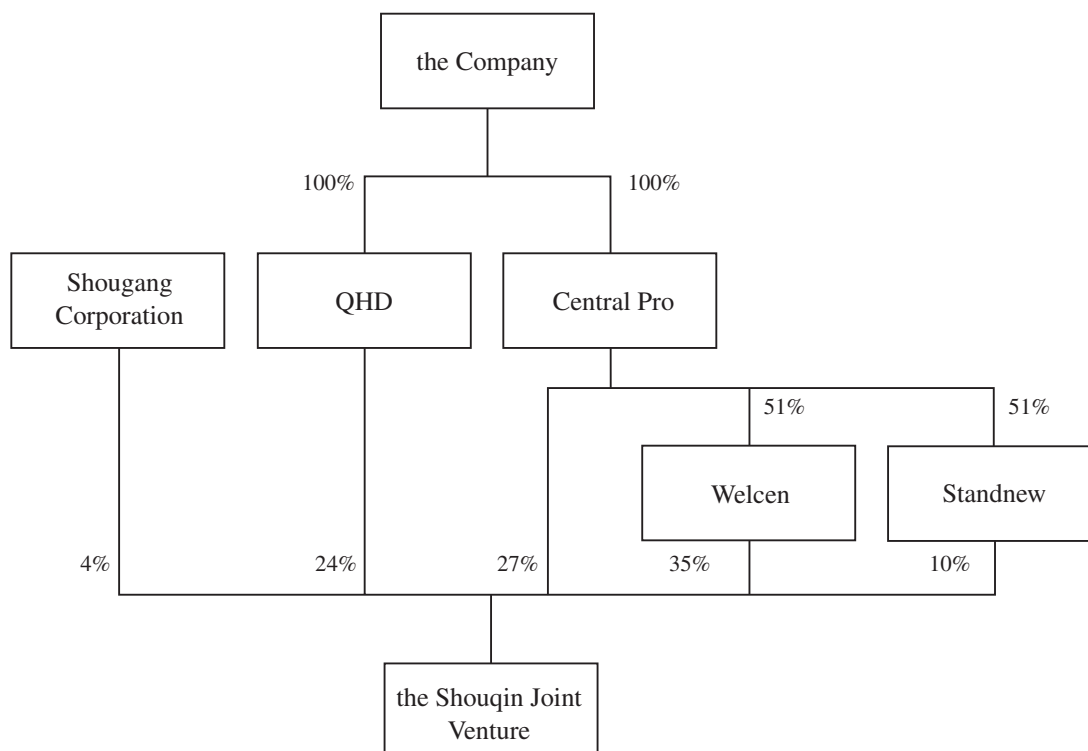 the Company
100%
100%
Shougang
Corporation
QHD
Central Pro
51%
51%
Welcen
Standnew
4%
24%
27%
35%
10%
the Shouqin Joint
Venture